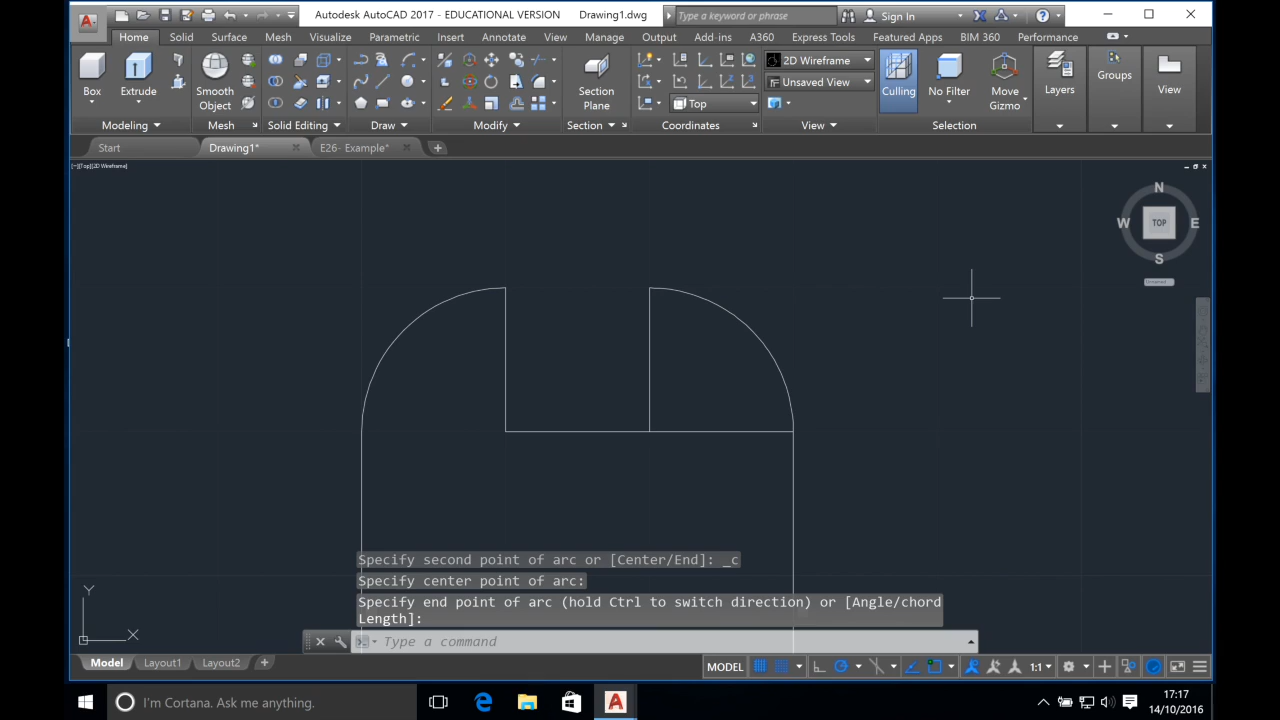 Autodesk AutoCAD 2017 - EDUCATIONAL VERSION Drawing1.dwg
Type a keyword or phrase
Sign In
Home Solid Surface Mesh Visualize Parametric Insert Annotate View Manage Output Add-ins A360 Express Tools Featured Apps BIM 360 Performance
Box
Extrude
Smooth
Object
Section
Plane
2D Wireframe
Unsaved View
Top
Culling
No Filter
Move
Gizmo
Layers
Groups
View
Modeling
Mesh
Solid Editing
Draw
Modify
Section
Coordinates
View
Selection
Start
Drawing1*
E26- Example*
[−][Top][2D Wireframe]
N
W TOP E
S
Unnamed
Specify second point of arc or [Center/End]: _c
Specify center point of arc:
Specify end point of arc (hold Ctrl to switch direction) or [Angle/chord
Length]:
Type a command
Y
X
Model Layout1 Layout2
MODEL
1:1
I'm Cortana. Ask me anything.
17:17
14/10/2016